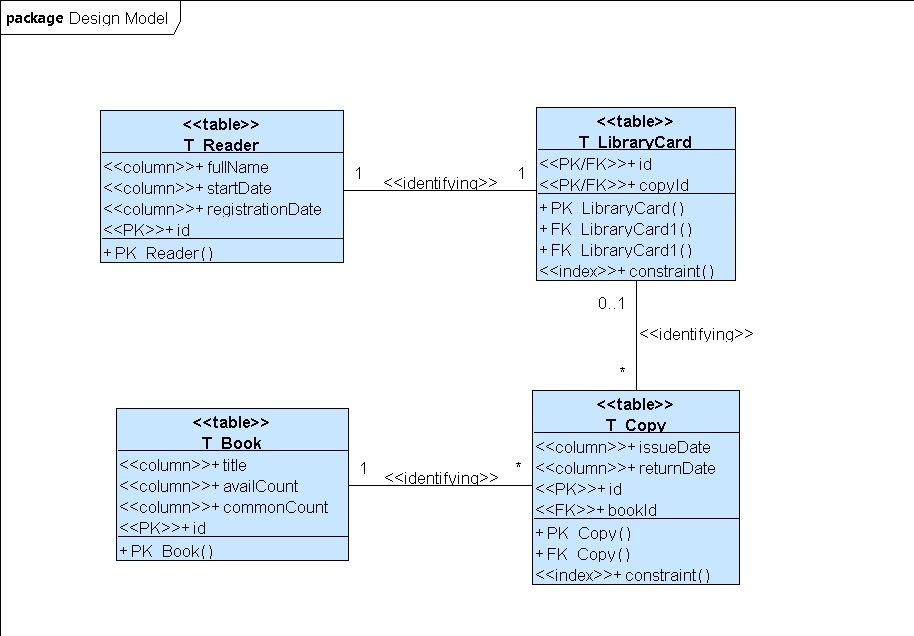 package Design Model
<<table>>
T_Reader
<<column>>+fullName
<<column>>+startDate
<<column>>+registrationDate
<<PK>>+id
+PK_Reader()
1
<<identifying>>
1
<<table>>
T_LibraryCard
<<PK/FK>>+id
<<PK/FK>>+copyId
+PK_LibraryCard()
+FK_LibraryCard1()
+FK_LibraryCard1()
<<index>>+constraint()
0..1
<<identifying>>
*
<<table>>
T_Book
<<column>>+title
<<column>>+availCount
<<column>>+commonCount
<<PK>>+id
+PK_Book()
1
<<identifying>>
*
<<table>>
T_Copy
<<column>>+issueDate
<<column>>+returnDate
<<PK>>+id
<<FK>>+bookId
+PK_Copy()
+FK_Copy()
<<index>>+constraint()